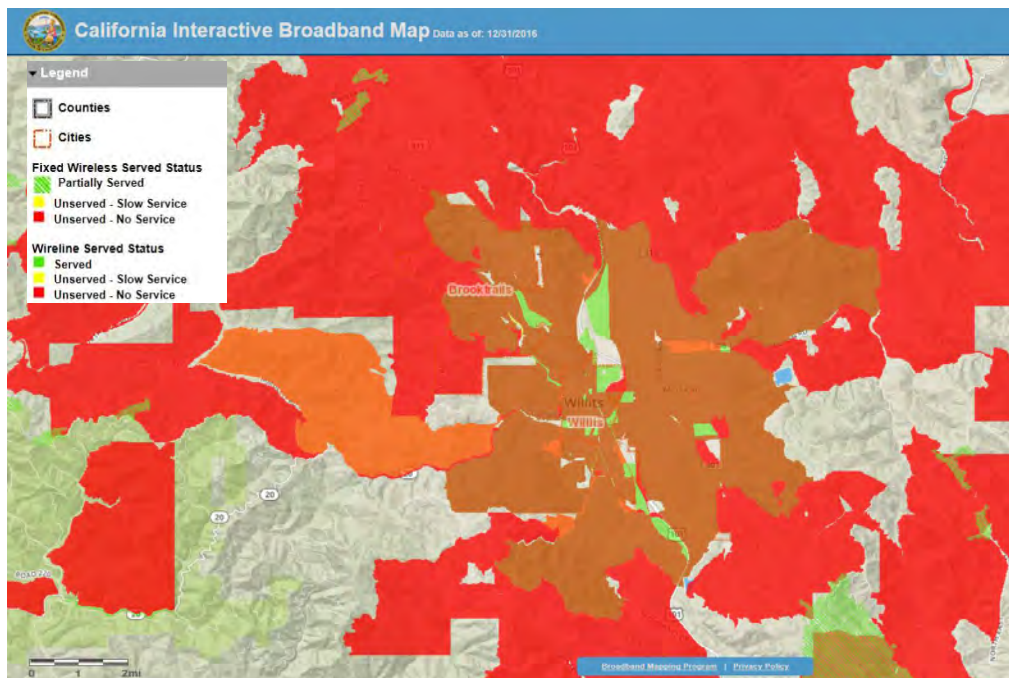 California Interactive Broadband Map Data as of: 12/31/2016
Legend
Counties
Cities
Fixed Wireless Served Status
Partially Served
Unserved - Slow Service
Unserved - No Service
Wireline Served Status
Served
Unserved - Slow Service
Unserved - No Service
Brooktrails
Willits
Willits
20
20
20
101
0 1 2mi
Broadband Mapping Program | Privacy Policy